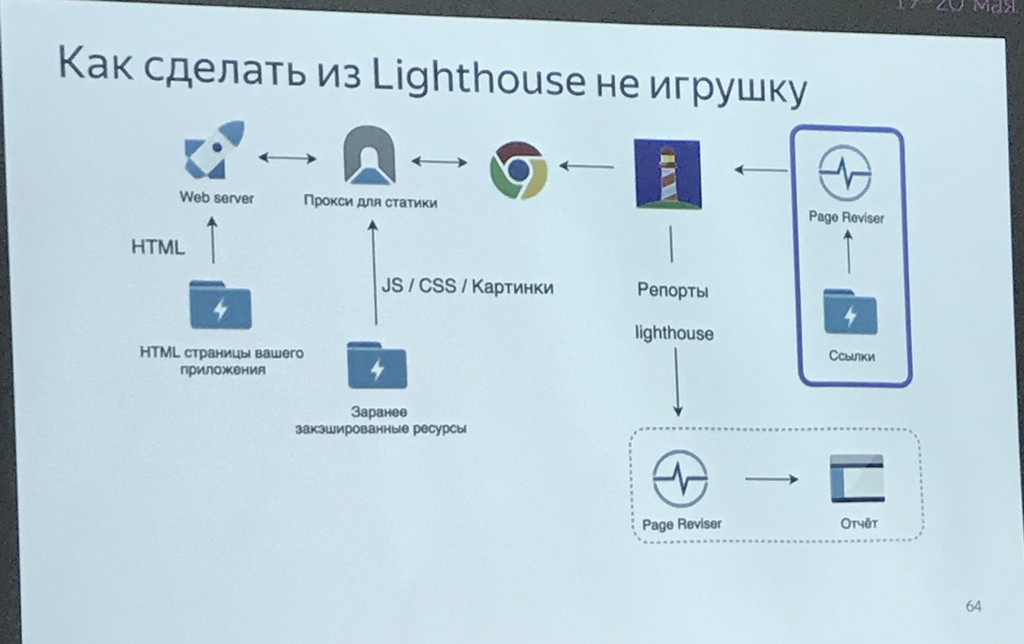 17-20 мая
Как сделать из Lighthouse не игрушку
Web server
Прокси для статики
Page Reviser
HTML
JS / CSS / Картинки
Репорты
lighthouse
HTML страницы вашего
приложения
Ссылки
Заранее
закэшированные ресурсы
Page Reviser
Отчёт
64